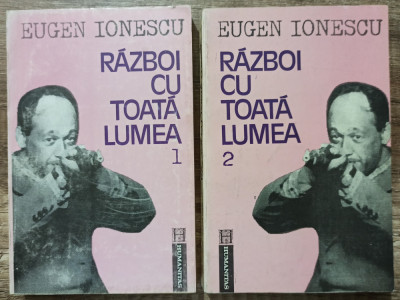 EUGEN IONESCU
RĂZBOI
CU
TOATĂ
LUMEA
1
HUMANITAS
EUGEN IONESCU
RĂZBOI
CU
TOATĂ
LUMEA
2
HUMANITAS